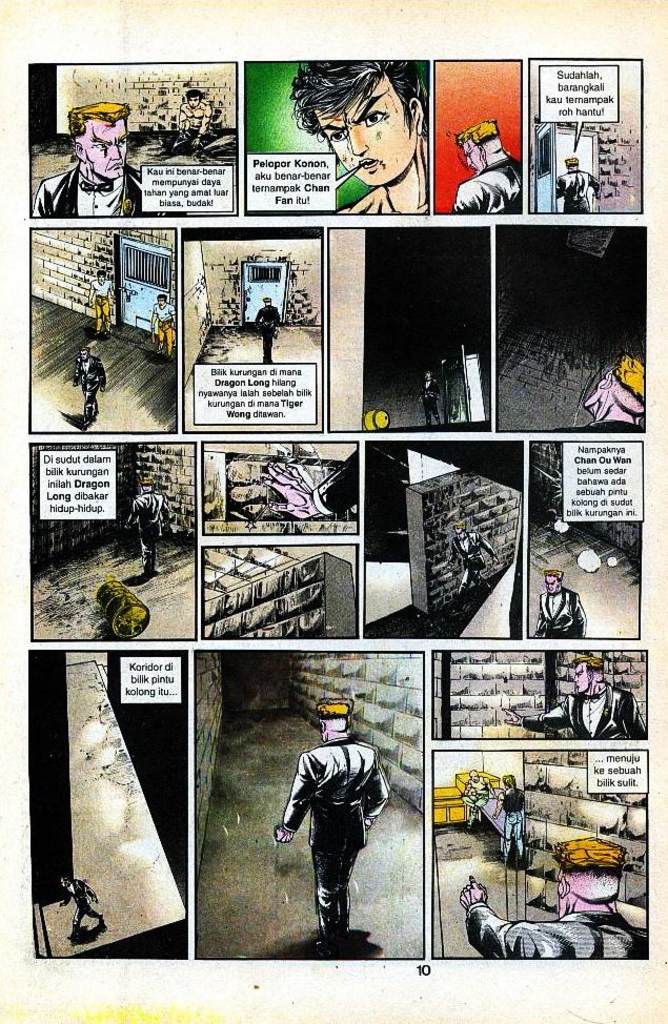 Kau ini benar-benar
mempunyai daya
tahan yang amat luar
biasa, budak!
Pelopor Konon,
aku benar-benar
ternampak Chan
Fan itu!
Sudahlah,
barangkali
kau ternampak
roh hantu!
Bilik kurungan di mana
Dragon Long hilang
nyawanya ialah sebelah bilik
kurungan di mana Tiger
Wong ditawan.
Di sudut dalam
bilik kurungan
inilah Dragon
Long dibakar
hidup-hidup.
Nampaknya
Chan Ou Wan
belum sedar
bahawa ada
sebuah pintu
kolong di sudut
bilik kurungan ini.
Koridor di
bilik pintu
kolong itu...
... menuju
ke sebuah
bilik sulit.
10